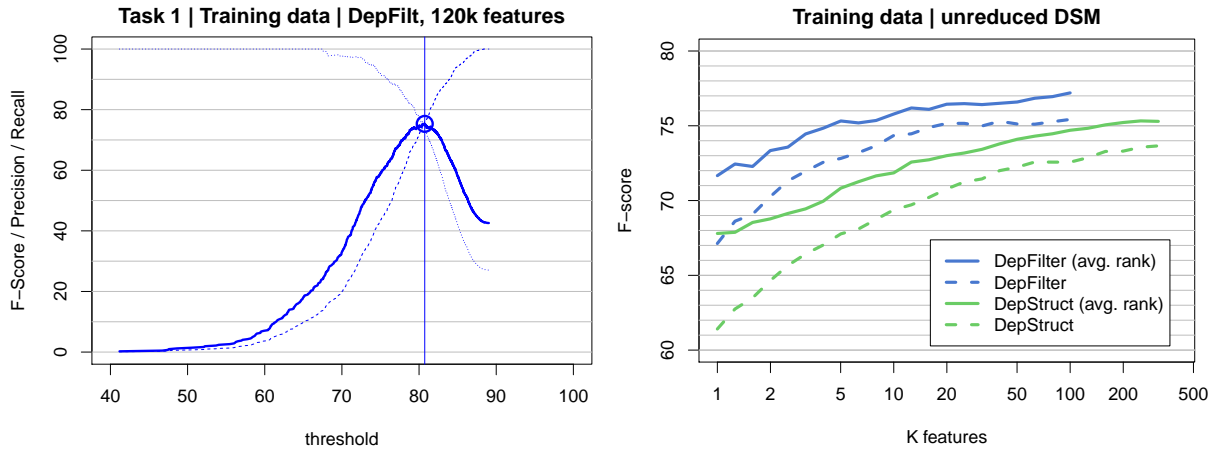 Task 1 | Training data | DepFilt, 120k features
F−Score / Precision / Recall
100
80
60
40
20
0
40 50 60 70 80 90 100
threshold
Training data | unreduced DSM
F−score
80
75
70
65
60
DepFilter (avg. rank)
DepFilter
DepStruct (avg. rank)
DepStruct
1 2 5 10 20 50 100 200 500
K features